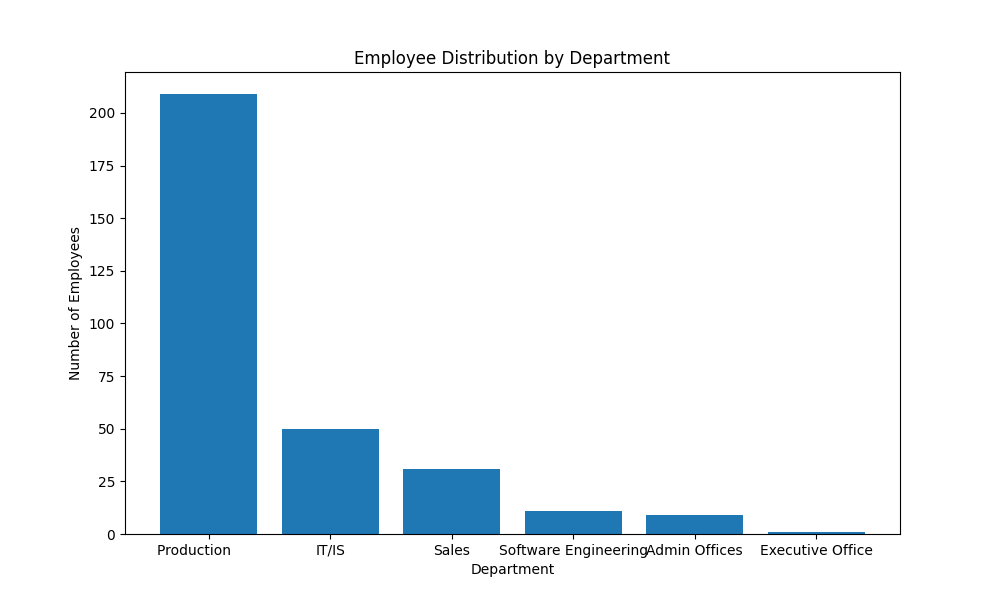 Employee Distribution by Department
Number of Employees
200
175
150
125
100
75
50
25
0
Production
IT/IS
Sales
Software Engineering
Admin Offices
Executive Office
Department